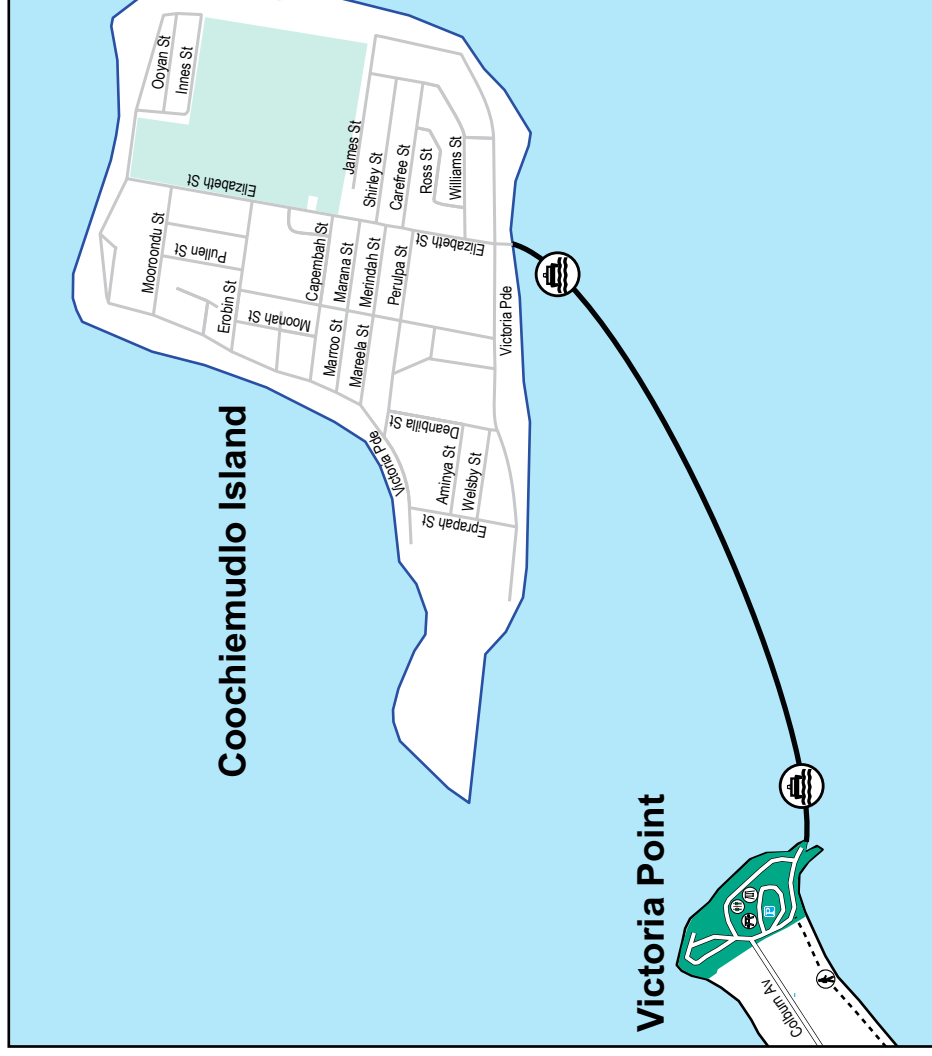 Ooyan St
Innes St
Elizabeth St
James St
Shirley St
Carefree St
Ross St
Williams St
Mooroondu St
Pullen St
Erobin St
Moonah St
Capembah St
Marana St
Merindah St
Perulpa St
Elizabeth St
Marroo St
Mareela St
Victoria Pde
Victoria Pde
Deanbilla St
Aminya St
Welsby St
Eprapah St
Coochiemudlo Island
Victoria Point
Colburn Av